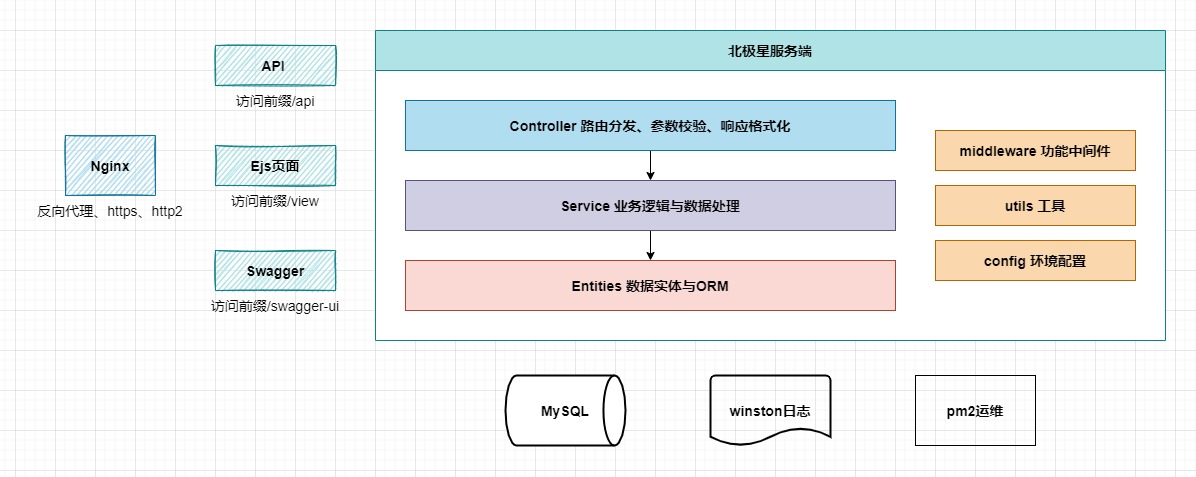 Nginx
反向代理、https、http2
API
访问前缀/api
Ejs页面
访问前缀/view
Swagger
访问前缀/swagger-ui
北极星服务端
Controller 路由分发、参数校验、响应格式化
Service 业务逻辑与数据处理
Entities 数据实体与ORM
middleware 功能中间件
utils 工具
config 环境配置
MySQL
winston日志
pm2运维